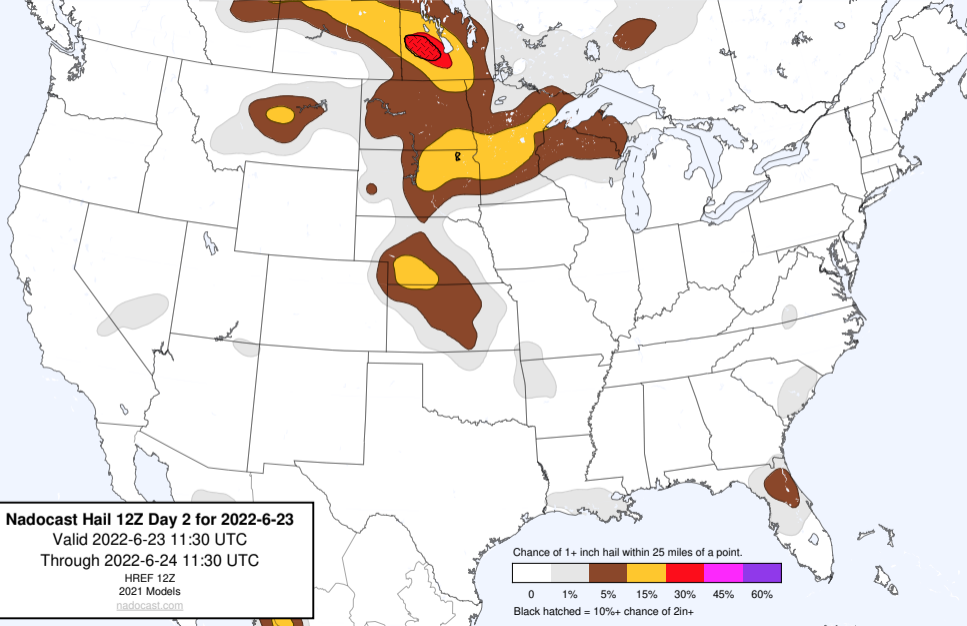 Nadocast Hail 12Z Day 2 for 2022-6-23
Valid 2022-6-23 11:30 UTC
Through 2022-6-24 11:30 UTC
HREF 12Z
2021 Models
nadocast.com
Chance of 1+ inch hail within 25 miles of a point.
0 1% 5% 15% 30% 45% 60%
Black hatched = 10%+ chance of 2in+